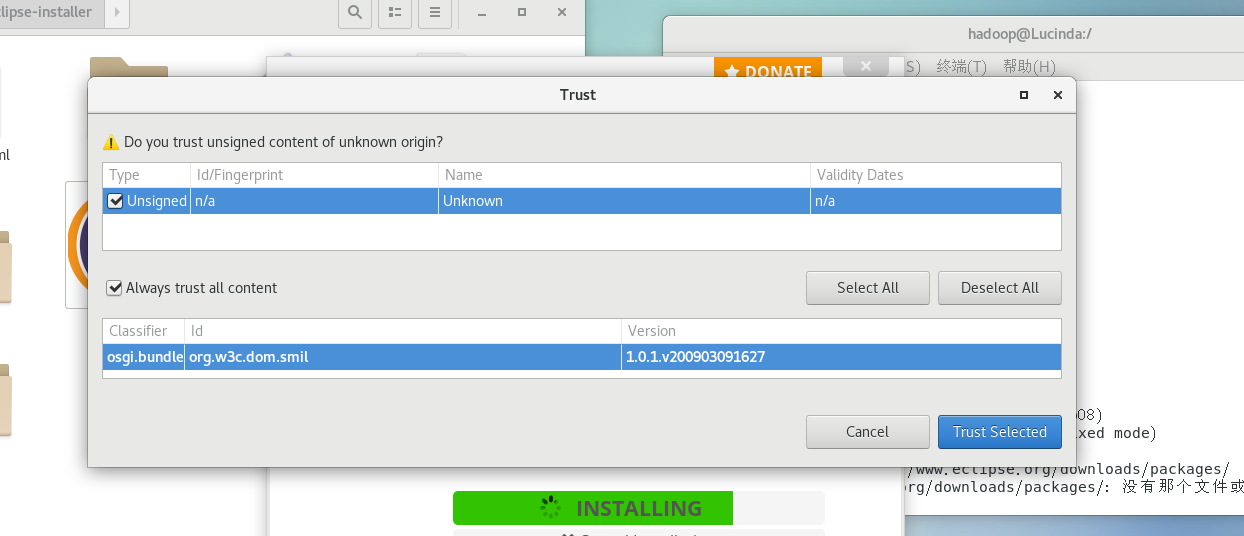 clipse-installer
hadoop@Lucinda:/
DONATE
S) 终端(T) 帮助(H)
Trust
Do you trust unsigned content of unknown origin?
ml
Type Id/Fingerprint Name Validity Dates
Unsigned n/a Unknown n/a
Always trust all content Select All Deselect All
Classifier Id Version
osgi.bundle org.w3c.dom.smil 1.0.1.v200903091627
08)
Cancel Trust Selected
xed mode)
/www.eclipse.org/downloads/packages/
org/downloads/packages/: 没有那个文件或
INSTALLING